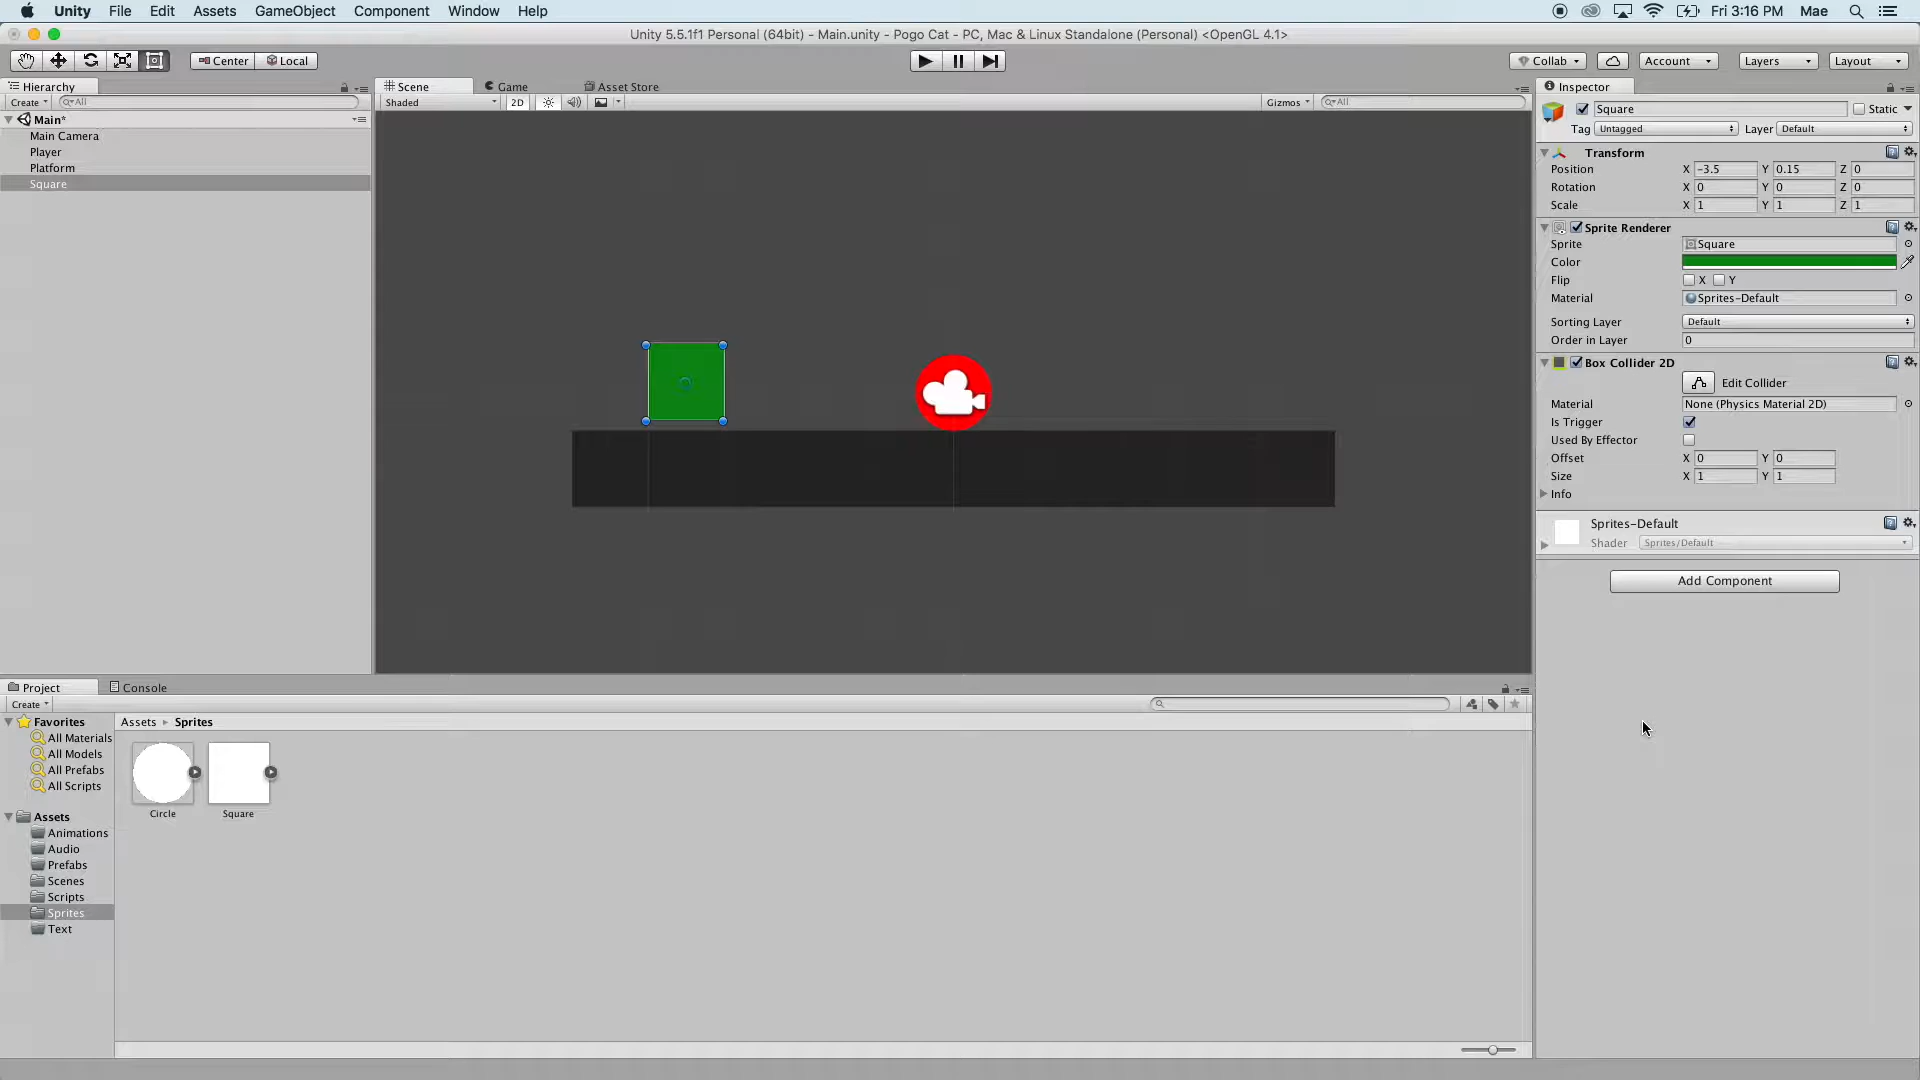 Unity File Edit Assets GameObject Component Window Help Fri 3:16 PM Mae
Unity 5.5.1f1 Personal (64bit) - Main.unity - Pogo Cat - PC, Mac & Linux Standalone (Personal) <OpenGL 4.1>
Center Local Collab Account Layers Layout
Hierarchy
Create All
Main*
Main Camera
Player
Platform
Square
Scene Game Asset Store
Shaded 2D Gizmos All
Inspector
Square Static
Tag Untagged Layer Default
Transform
Position X -3.5 Y 0.15 Z 0
Rotation X 0 Y 0 Z 0
Scale X 1 Y 1 Z 1
Sprite Renderer
Sprite Square
Color
Flip X Y
Material Sprites-Default
Sorting Layer Default
Order in Layer 0
Box Collider 2D
Edit Collider
Material None (Physics Material 2D)
Is Trigger
Used By Effector
Offset X 0 Y 0
Size X 1 Y 1
Info
Sprites-Default
Shader Sprites/Default
Add Component
Project Console
Create
Favorites
All Materials
All Models
All Prefabs
All Scripts
Assets
Animations
Audio
Prefabs
Scenes
Scripts
Sprites
Text
Assets Sprites
Circle Square